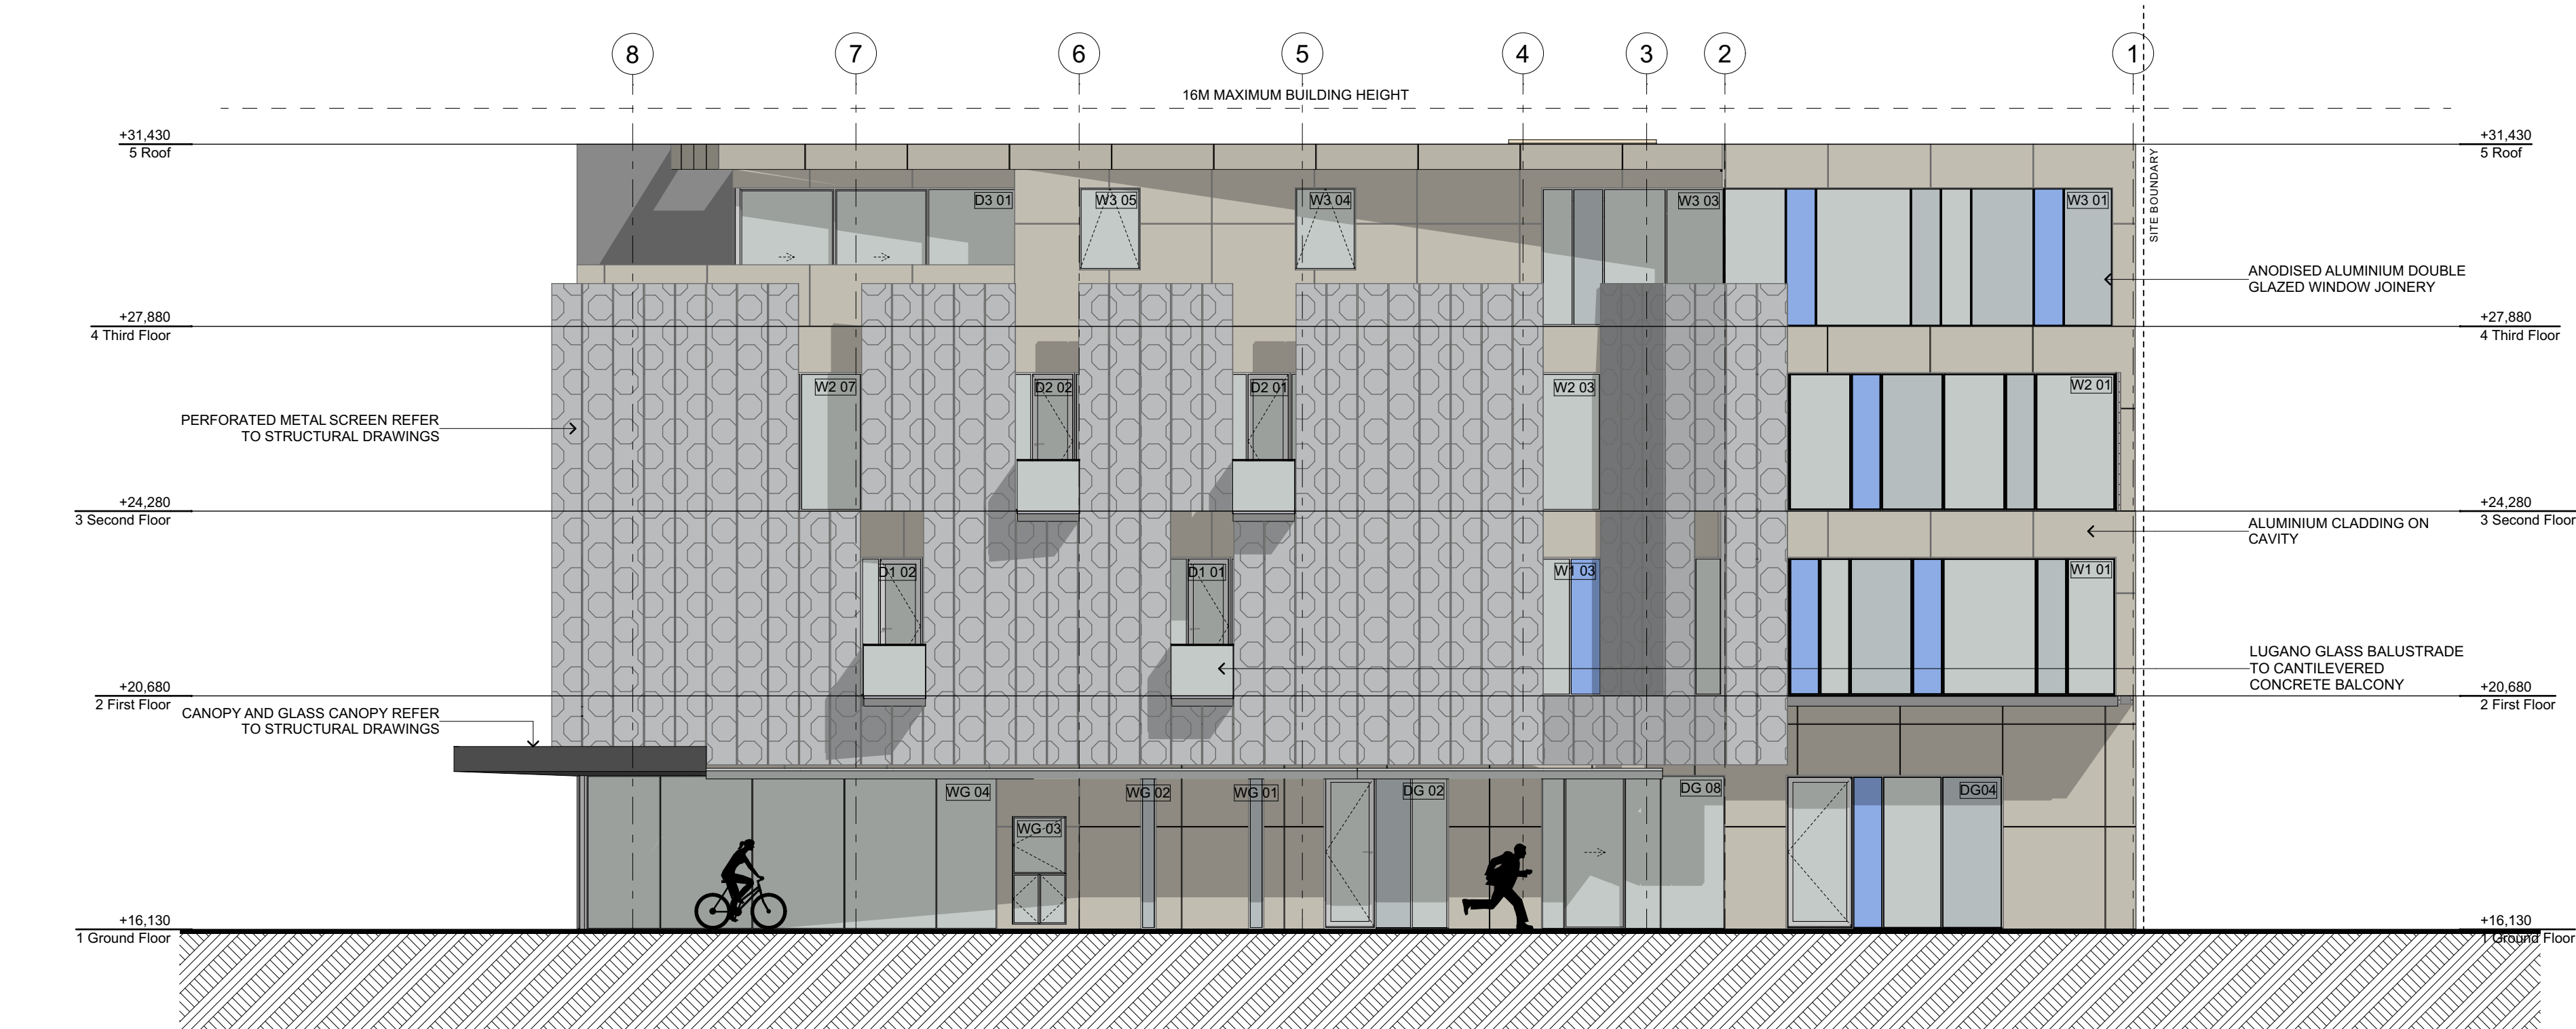 8 7 6 5 4 3 2 1
16M MAXIMUM BUILDING HEIGHT
+31,430
5 Roof
+31,430
5 Roof
SITE BOUNDARY
D3 01
W3 05
W3 04
W3 03
W3 01
ANODISED ALUMINIUM DOUBLE
GLAZED WINDOW JOINERY
+27,880
4 Third Floor
+27,880
4 Third Floor
W2 07
D2 02
D2 01
W2 03
W2 01
PERFORATED METAL SCREEN REFER
TO STRUCTURAL DRAWINGS
+24,280
3 Second Floor
+24,280
3 Second Floor
ALUMINIUM CLADDING ON
CAVITY
D1 02
D1 01
W1 03
W1 01
LUGANO GLASS BALUSTRADE
TO CANTILEVERED
CONCRETE BALCONY
+20,680
2 First Floor
+20,680
2 First Floor
CANOPY AND GLASS CANOPY REFER
TO STRUCTURAL DRAWINGS
WG 04
WG 03
WG 02
WG 01
DG 02
DG 08
DG04
+16,130
1 Ground Floor
+16,130
1 Ground Floor